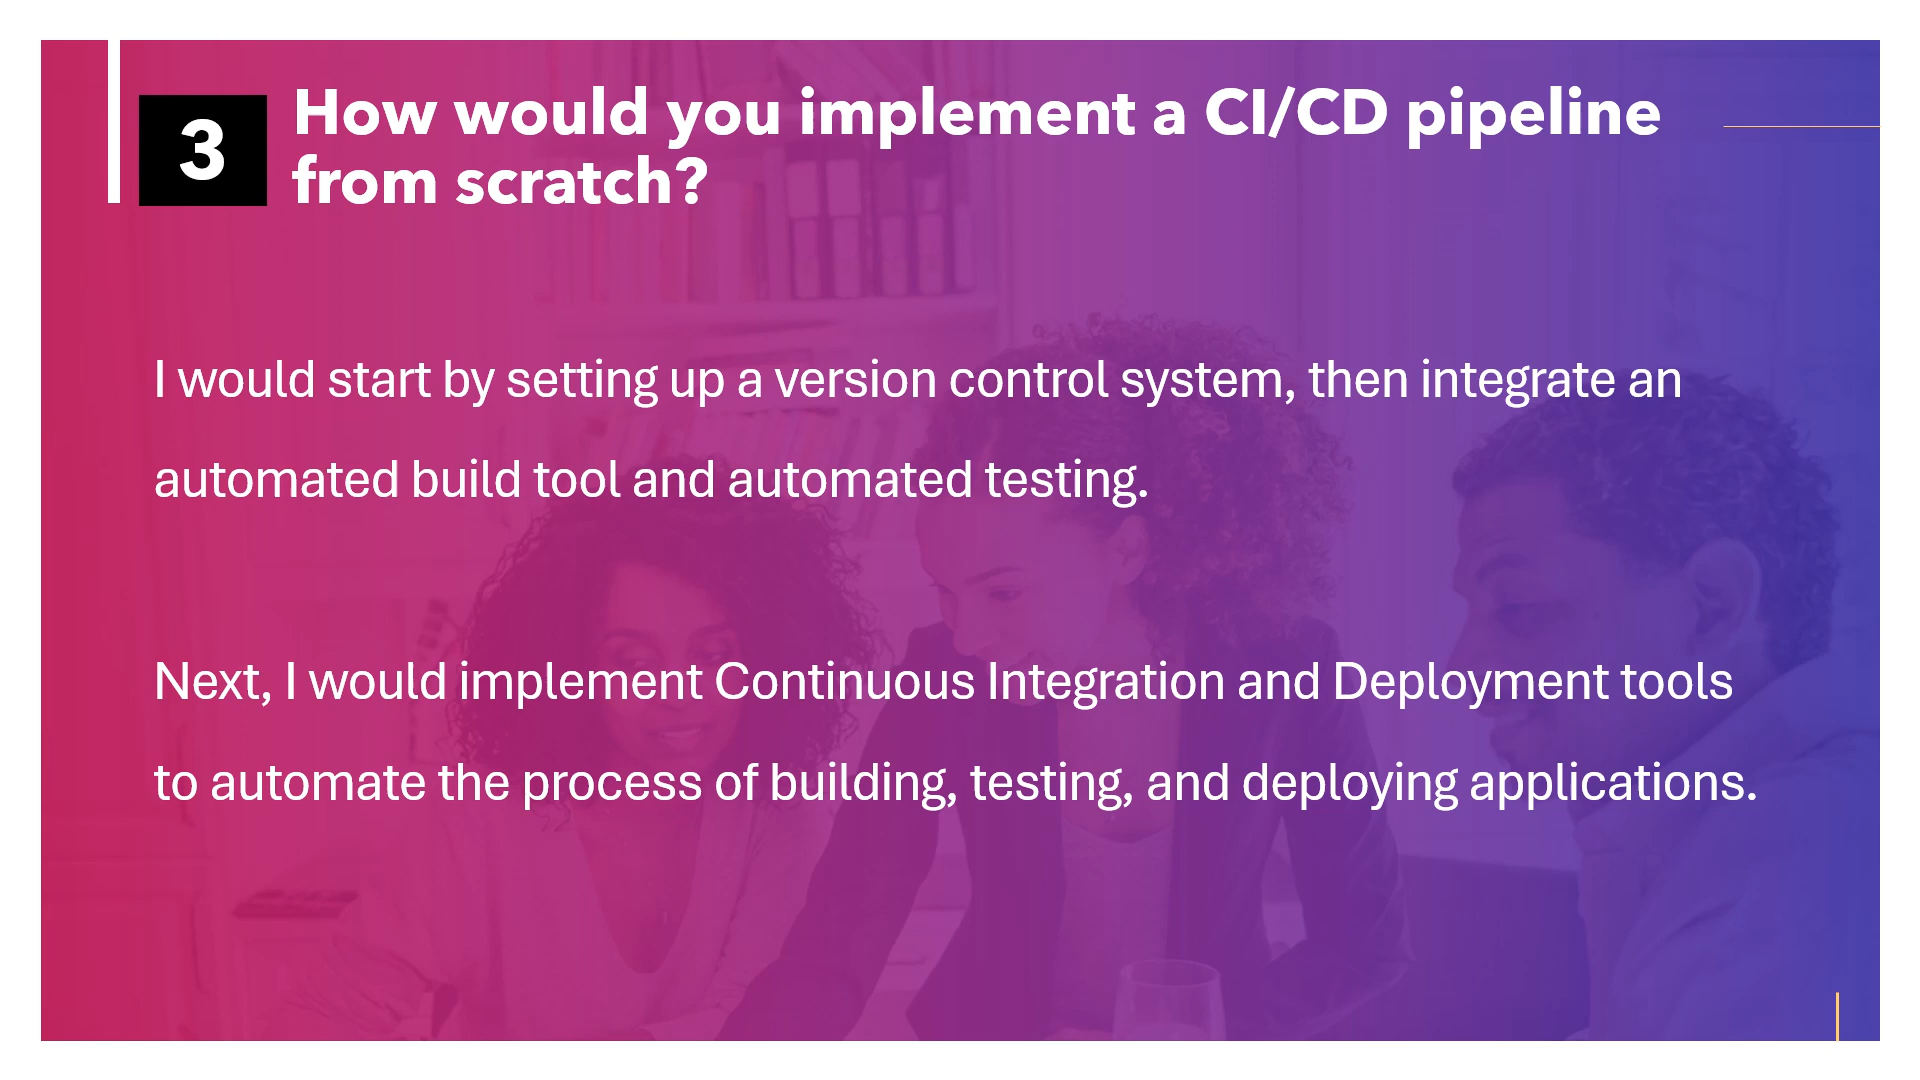 3
How would you implement a CI/CD pipeline
from scratch?
I would start by setting up a version control system, then integrate an
automated build tool and automated testing.
Next, I would implement Continuous Integration and Deployment tools
to automate the process of building, testing, and deploying applications.